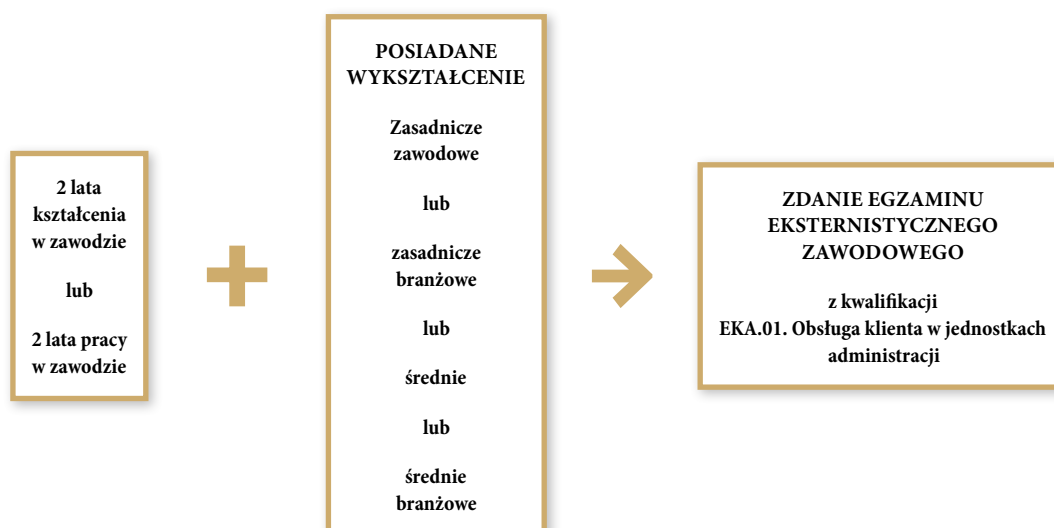 2 lata
kształcenia
w zawodzie
lub
2 lata pracy
w zawodzie
POSIADANE
WYKSZTAŁCENIE
Zasadnicze
zawodowe
lub
zasadnicze
branżowe
lub
średnie
lub
średnie
branżowe
ZDANIE EGZAMINU
EKSTERNISTYCZNEGO
ZAWODOWEGO
z kwalifikacji
EKA.01. Obsługa klienta w jednostkach
administracji